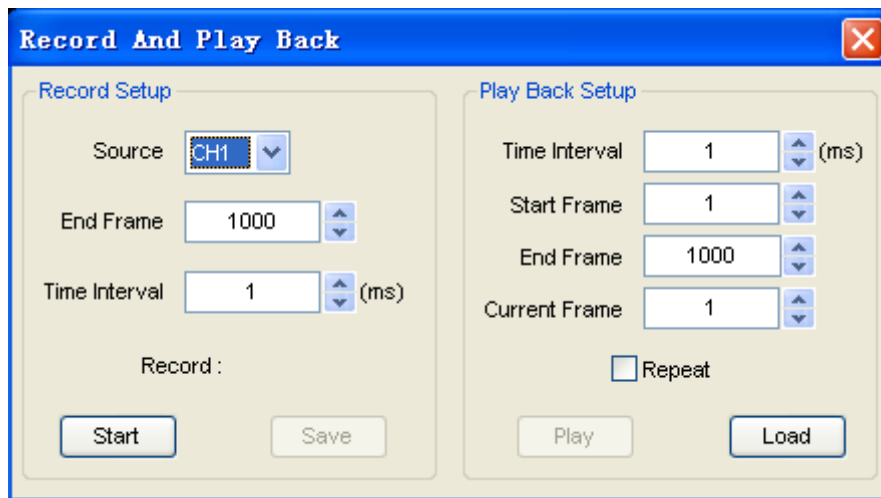 Record And Play Back
Record Setup
Source CH1
End Frame 1000
Time Interval 1 (ms)
Record :
Start Save
Play Back Setup
Time Interval 1 (ms)
Start Frame 1
End Frame 1000
Current Frame 1
Repeat
Play Load